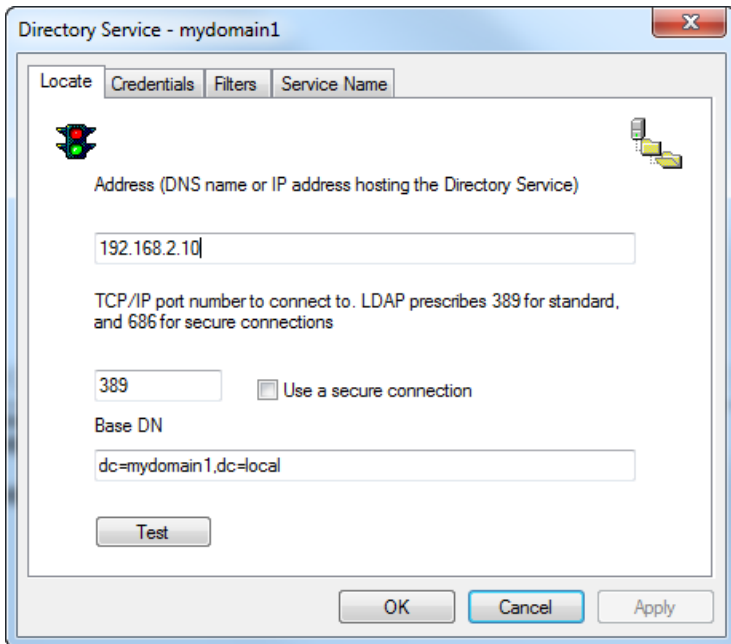 Directory Service - mydomain1
Locate Credentials Filters Service Name
Address (DNS name or IP address hosting the Directory Service)
192.168.2.10
TCP/IP port number to connect to. LDAP prescribes 389 for standard,
and 686 for secure connections
389 Use a secure connection
Base DN
dc=mydomain1,dc=local
Test
OK Cancel Apply